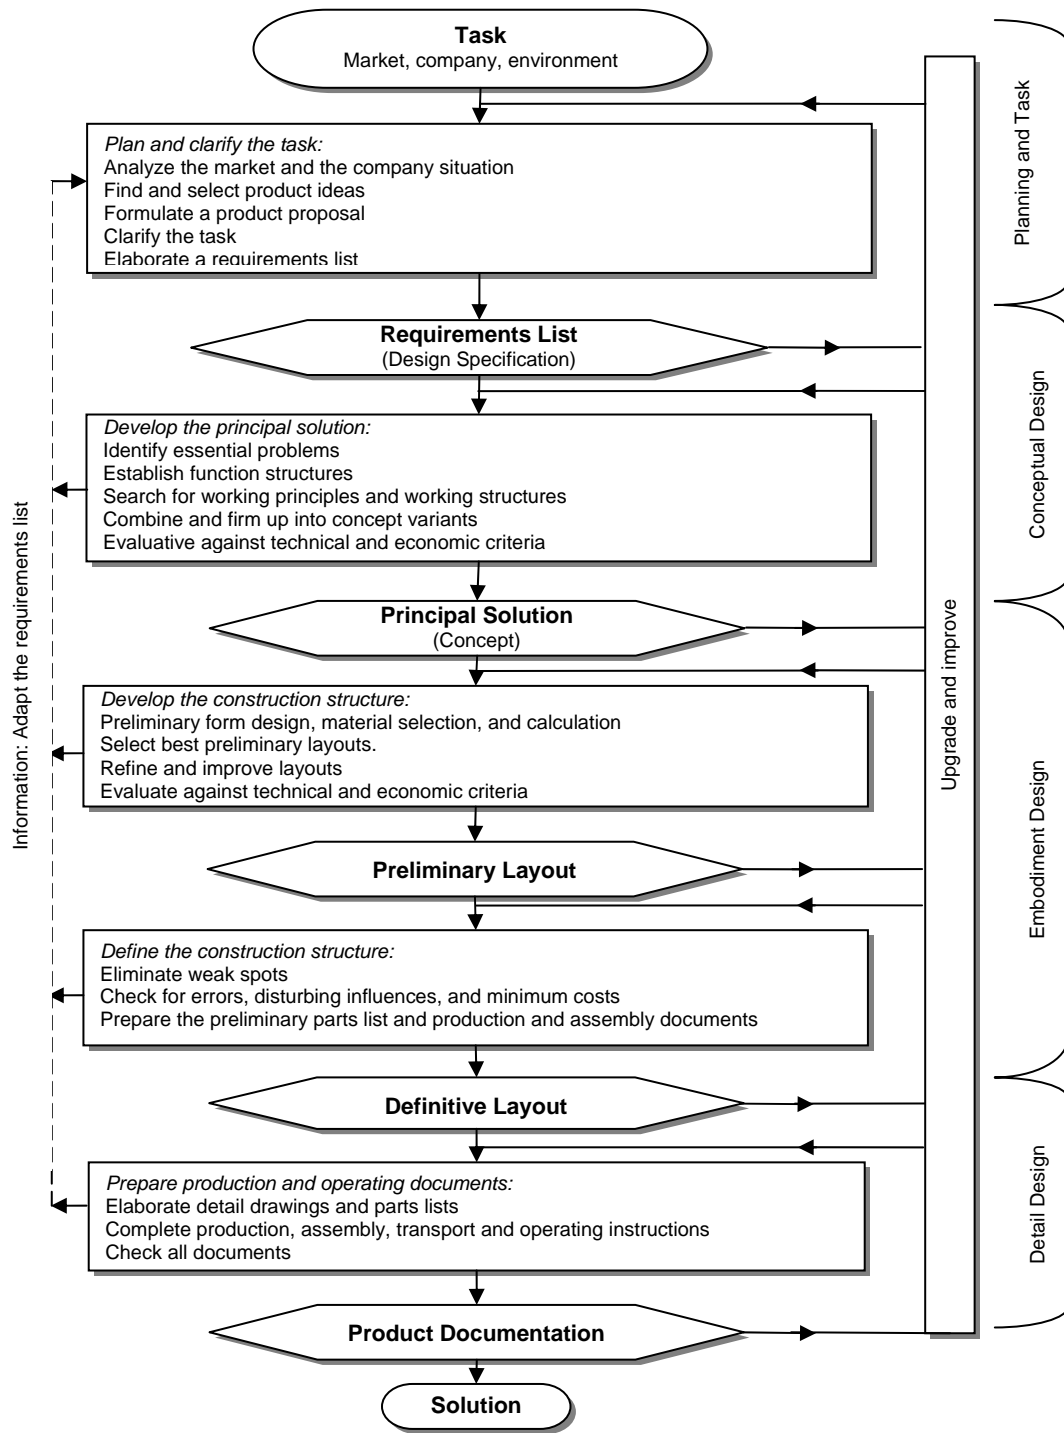 Task
Market, company, environment
Plan and clarify the task:
Analyze the market and the company situation
Find and select product ideas
Formulate a product proposal
Clarify the task
Elaborate a requirements list
Requirements List
(Design Specification)
Develop the principal solution:
Identify essential problems
Establish function structures
Search for working principles and working structures
Combine and firm up into concept variants
Evaluative against technical and economic criteria
Principal Solution
(Concept)
Develop the construction structure:
Preliminary form design, material selection, and calculation
Select best preliminary layouts.
Refine and improve layouts
Evaluate against technical and economic criteria
Preliminary Layout
Define the construction structure:
Eliminate weak spots
Check for errors, disturbing influences, and minimum costs
Prepare the preliminary parts list and production and assembly documents
Definitive Layout
Prepare production and operating documents:
Elaborate detail drawings and parts lists
Complete production, assembly, transport and operating instructions
Check all documents
Product Documentation
Solution
Information: Adapt the requirements list
Upgrade and improve
Planning and Task
Conceptual Design
Embodiment Design
Detail Design